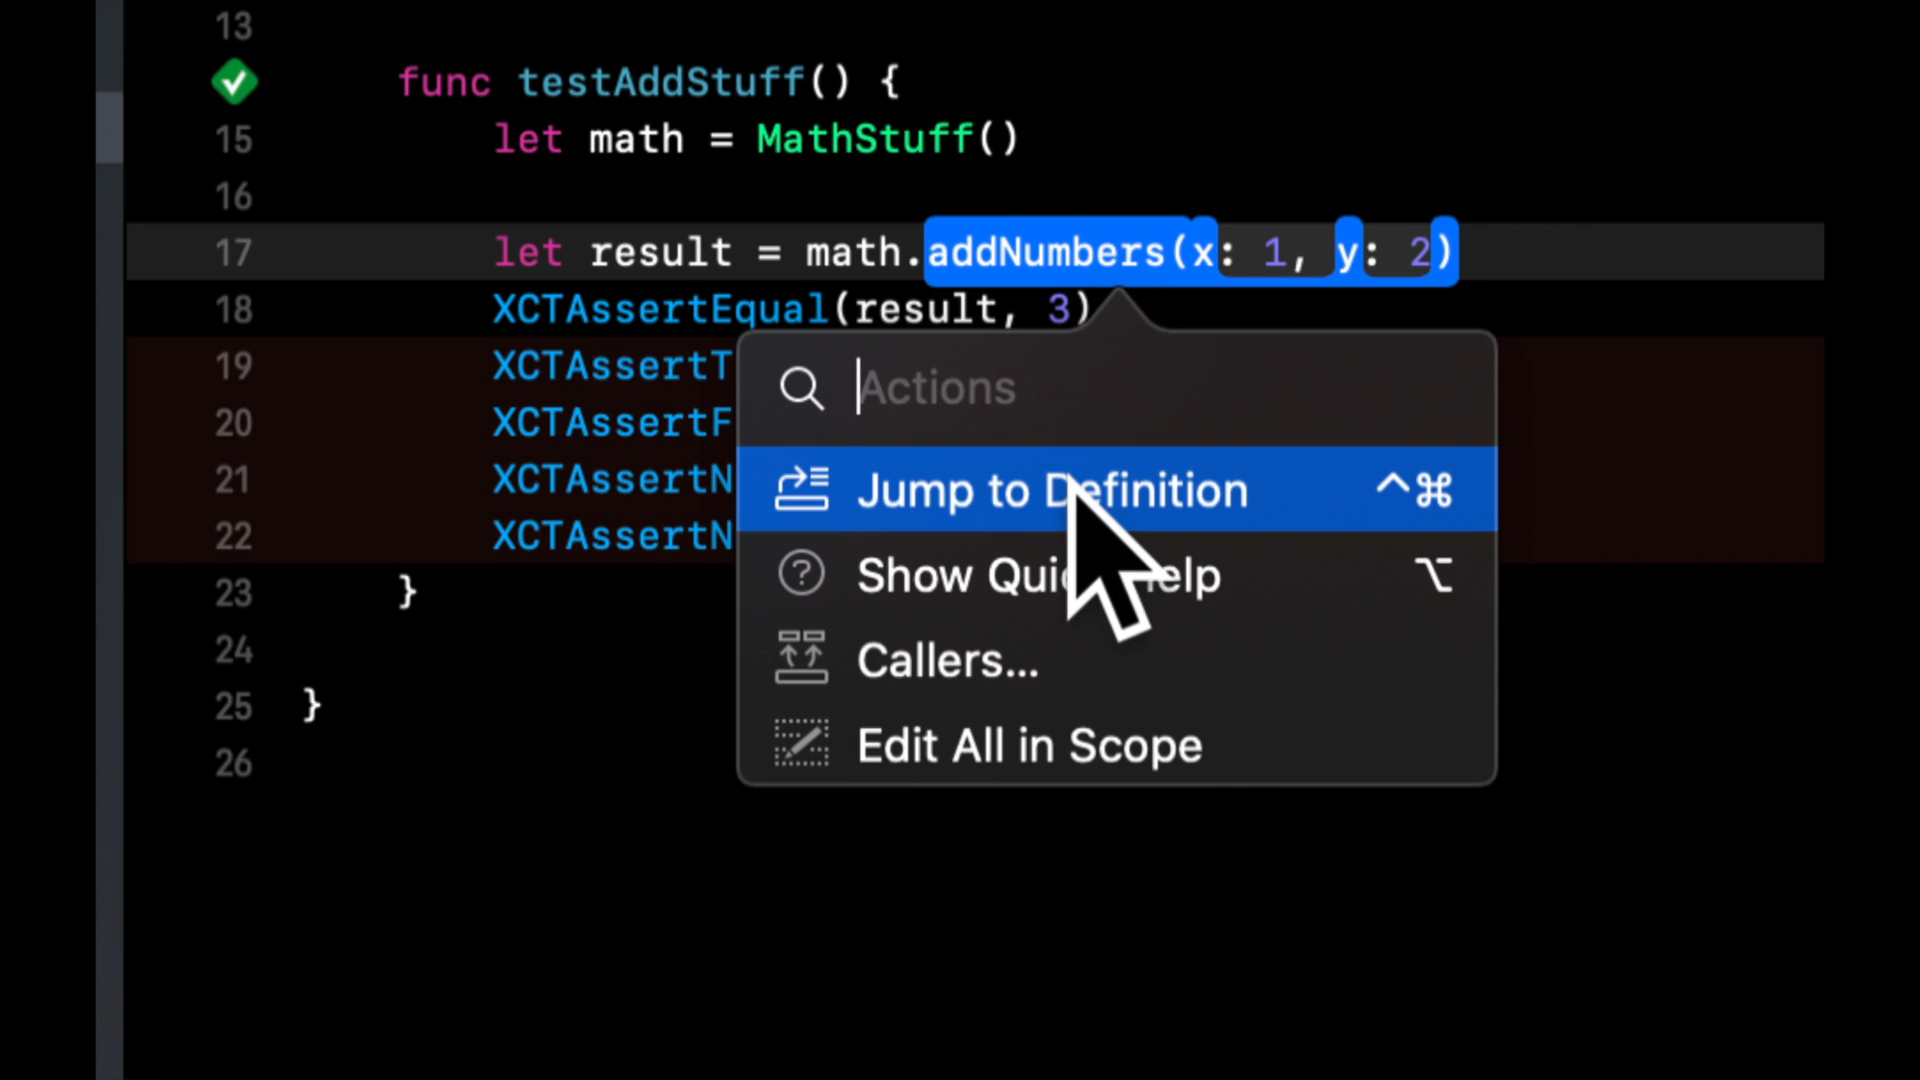 13
func testAddStuff() {
15 let math = MathStuff()
16
17 let result = math.addNumbers(x: 1, y: 2)
18 XCTAssertEqual(result, 3)
19 XCTAssertT
20 XCTAssertF
21 XCTAssertN
22 XCTAssertN
23 }
24
25 }
26
Actions
Jump to Definition ^⌘
Show Quick Help ⌥
Callers...
Edit All in Scope